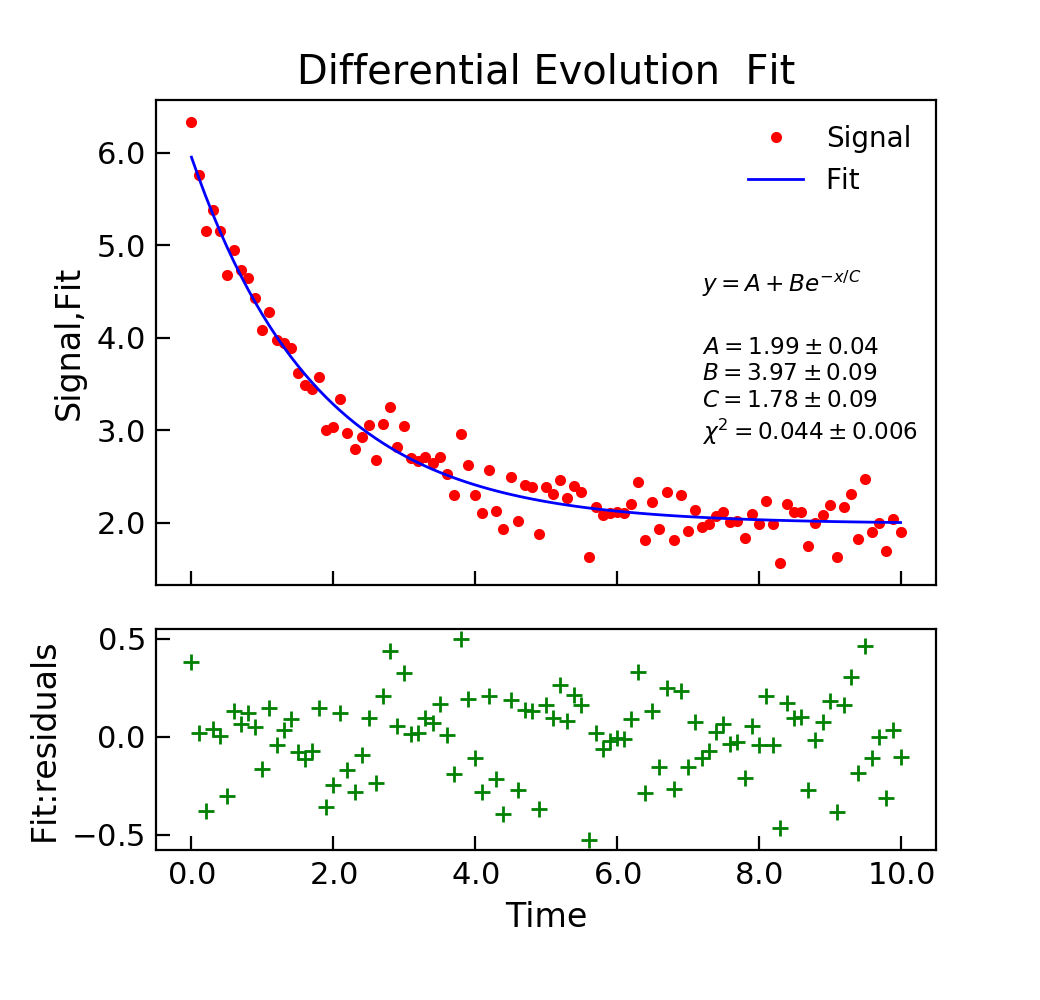 Differential Evolution  Fit
Signal
Fit
6.0
5.0
4.0
3.0
2.0
Signal,Fit
y = A + Be^{−x/C}
A = 1.99 ± 0.04
B = 3.97 ± 0.09
C = 1.78 ± 0.09
χ² = 0.044 ± 0.006
0.5
0.0
−0.5
Fit:residuals
0.0 2.0 4.0 6.0 8.0 10.0
Time